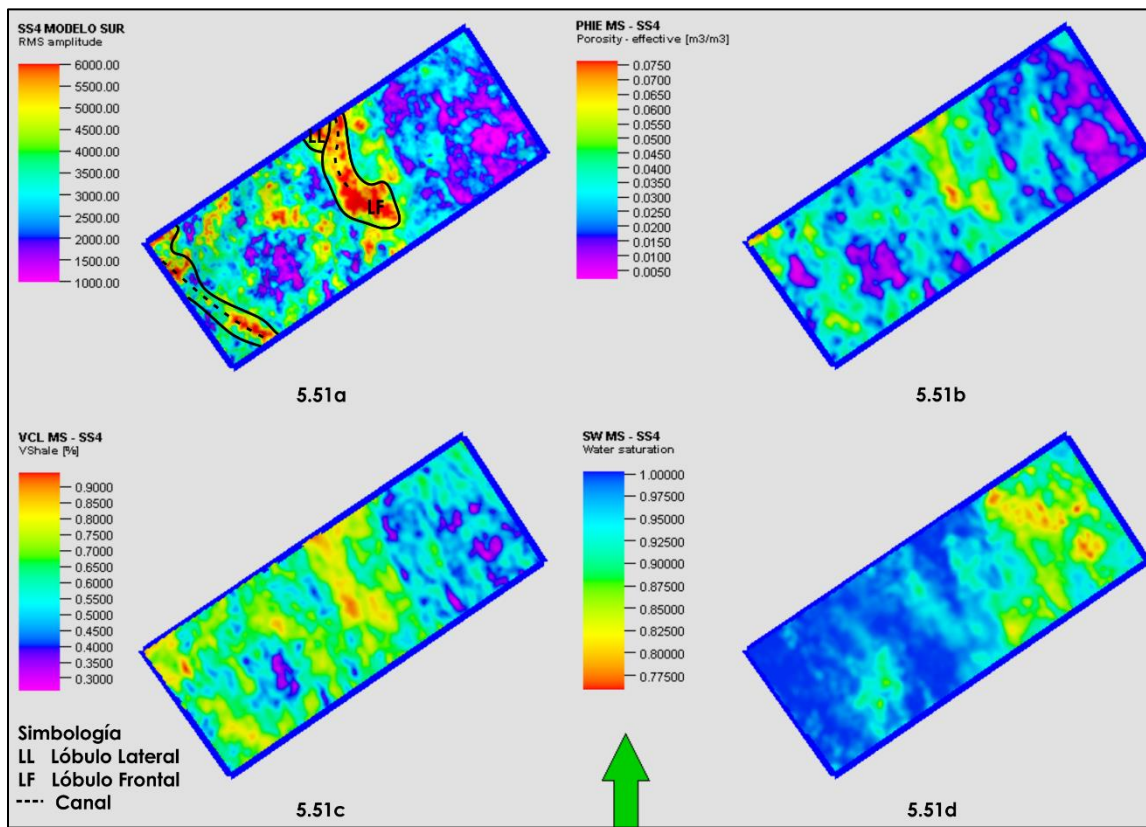 SS4 MODELO SUR
RMS amplitude
6000.00
5500.00
5000.00
4500.00
4000.00
3500.00
3000.00
2500.00
2000.00
1500.00
1000.00
LL
LF
5.51a
PHIE MS - SS4
Porosity - effective [m3/m3]
0.0750
0.0700
0.0650
0.0600
0.0550
0.0500
0.0450
0.0400
0.0350
0.0300
0.0250
0.0200
0.0150
0.0100
0.0050
5.51b
VCL MS - SS4
VShale [%]
0.9000
0.8500
0.8000
0.7500
0.7000
0.6500
0.6000
0.5500
0.5000
0.4500
0.4000
0.3500
0.3000
Simbología
LL Lóbulo Lateral
LF Lóbulo Frontal
---- Canal
5.51c
SW MS - SS4
Water saturation
1.00000
0.97500
0.95000
0.92500
0.90000
0.87500
0.85000
0.82500
0.80000
0.77500
5.51d